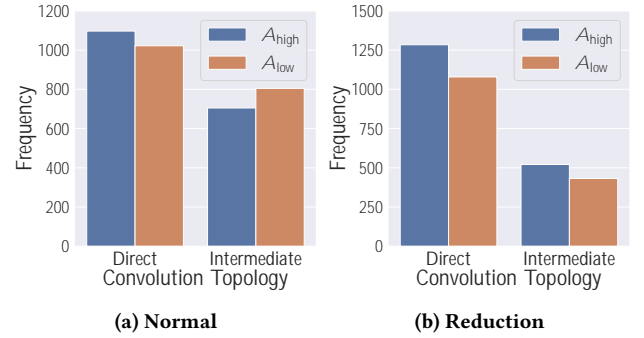 1200
1000
800
600
400
200
0
Frequency
A_high
A_low
Direct Intermediate
Convolution Topology
(a) Normal
1500
1250
1000
750
500
250
0
Frequency
A_high
A_low
Direct Intermediate
Convolution Topology
(b) Reduction